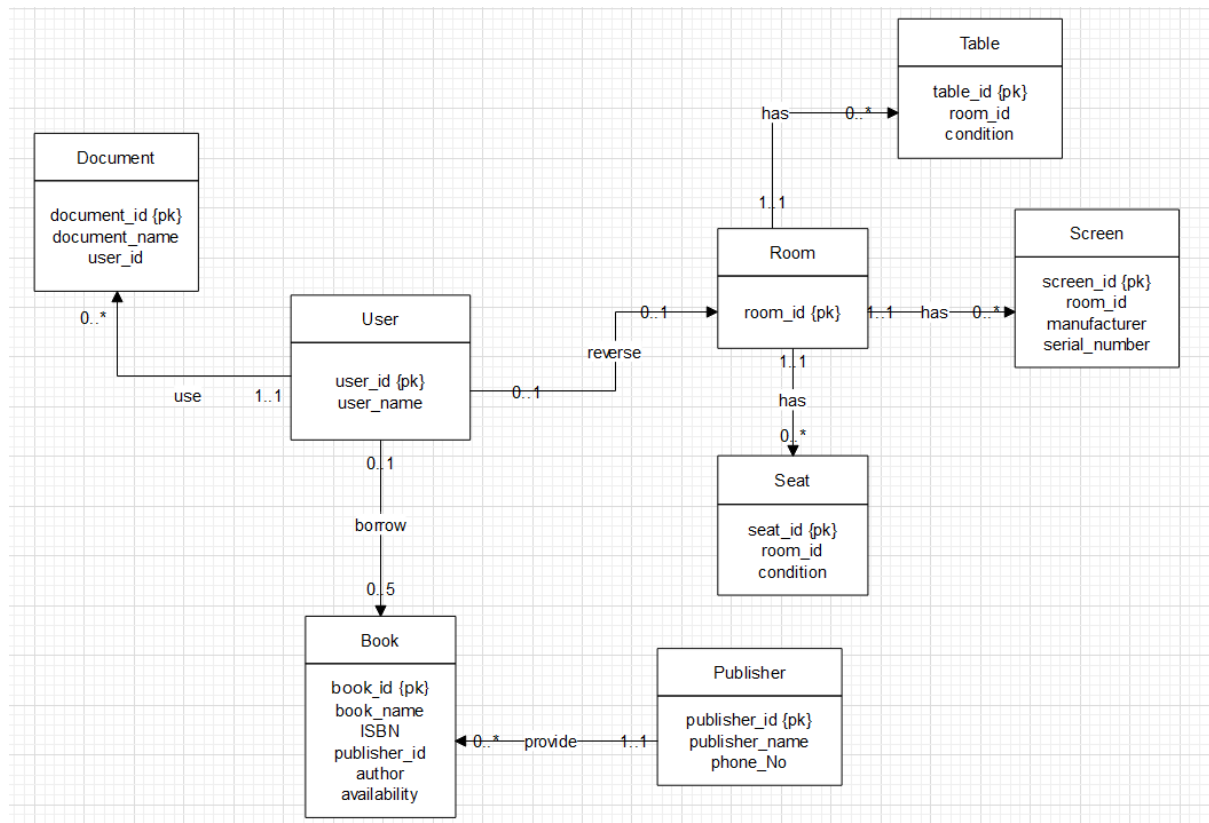 Table
table_id {pk}
room_id
condition
has
0..*
1..1
Document
document_id {pk}
document_name
user_id
0..*
use
1..1
User
user_id {pk}
user_name
0..1
reverse
0..1
Room
room_id {pk}
1..1
has
0..*
Screen
screen_id {pk}
room_id
manufacturer
serial_number
1..1
has
0..*
Seat
seat_id {pk}
room_id
condition
0..1
borrow
0..5
Book
book_id {pk}
book_name
ISBN
publisher_id
author
availability
0..*
provide
1..1
Publisher
publisher_id {pk}
publisher_name
phone_No